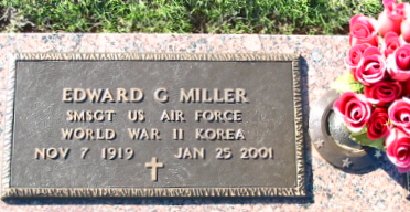 EDWARD G MILLER
SMSGT US AIR FORCE
WORLD WAR II KOREA
NOV 7 1919 JAN 25 2001